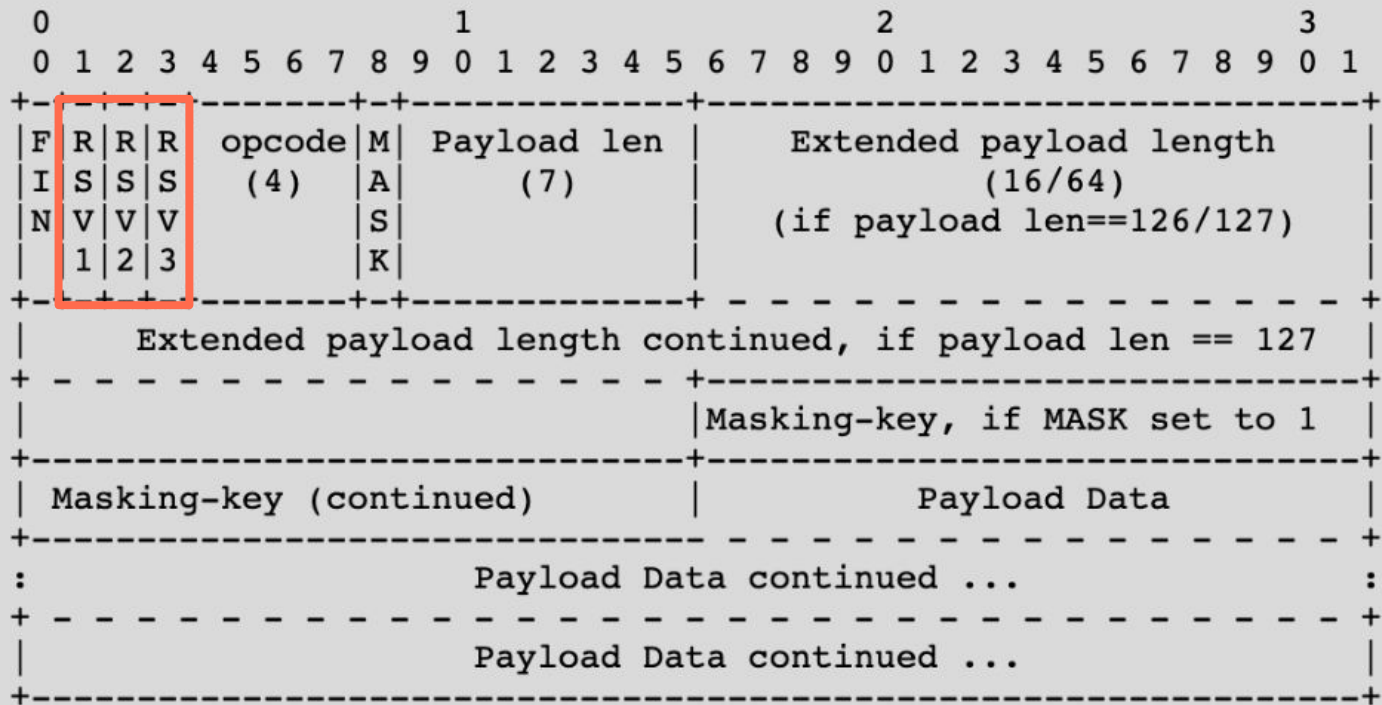 0                   1                   2                   3
0 1 2 3 4 5 6 7 8 9 0 1 2 3 4 5 6 7 8 9 0 1 2 3 4 5 6 7 8 9 0 1
+-+-+-+-+-------+-+-------------+-------------------------------+
|F|R|R|R| opcode|M| Payload len |    Extended payload length    |
|I|S|S|S|  (4)  |A|     (7)     |            (16/64)            |
|N|V|V|V|       |S|             |  (if payload len==126/127)    |
| |1|2|3|       |K|             |                               |
+-+-+-+-+-------+-+-------------+ - - - - - - - - - - - - - - - +
|     Extended payload length continued, if payload len == 127  |
+ - - - - - - - - - - - - - - - +-------------------------------+
|                               |Masking-key, if MASK set to 1  |
+-------------------------------+-------------------------------+
| Masking-key (continued)       |          Payload Data         |
+-------------------------------- - - - - - - - - - - - - - - - +
:                     Payload Data continued ...                :
+ - - - - - - - - - - - - - - - - - - - - - - - - - - - - - - - +
|                     Payload Data continued ...                |
+---------------------------------------------------------------+